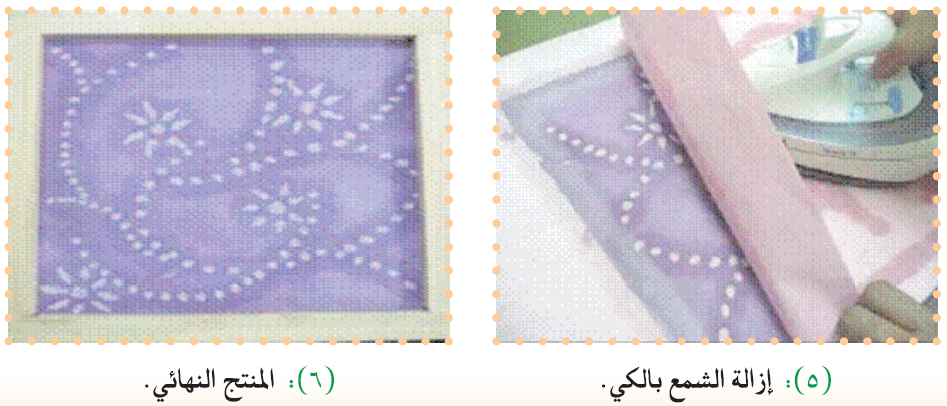 (٥): إزالة الشمع بالكي.
(٦): المنتج النهائي.